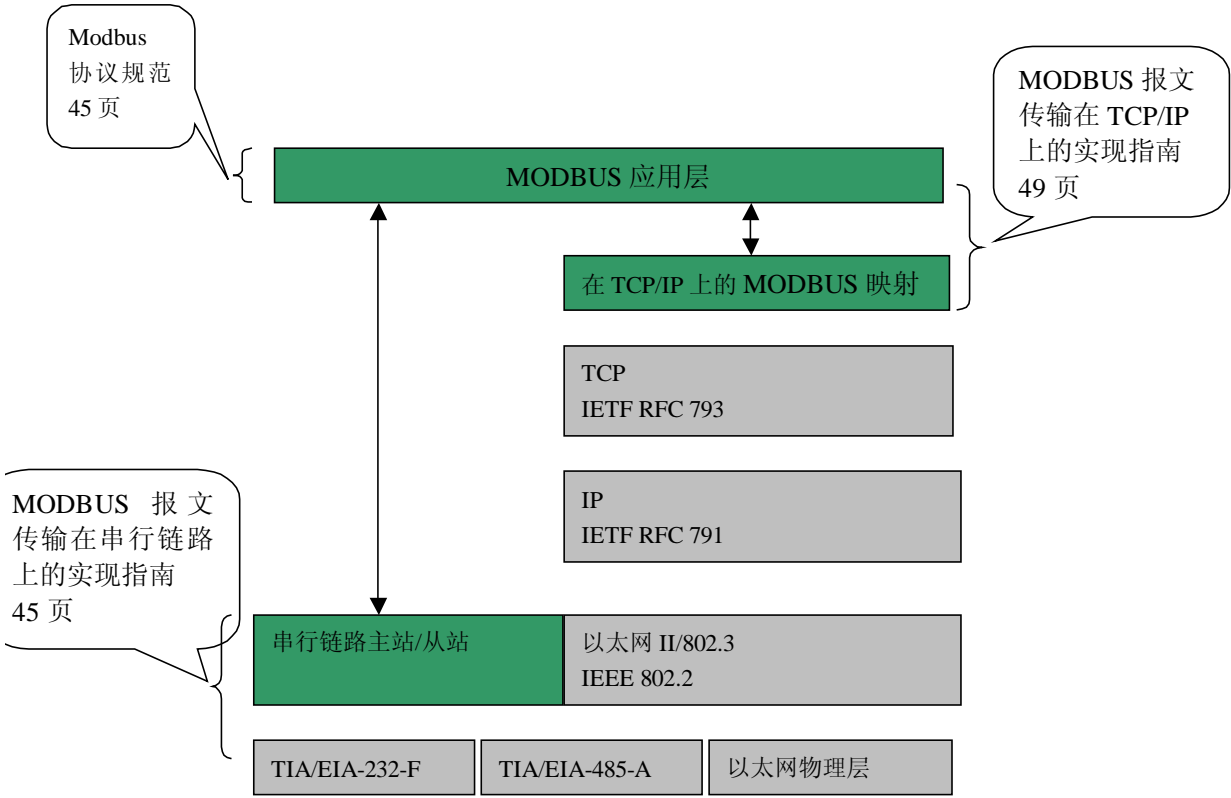 Modbus
协议规范
45 页
MODBUS 报文
传输在 TCP/IP
上的实现指南
49 页
MODBUS 应用层
在 TCP/IP 上的 MODBUS 映射
TCP
IETF RFC 793
IP
IETF RFC 791
MODBUS 报 文
传输在串行链路
上的实现指南
45 页
串行链路主站/从站
以太网 II/802.3
IEEE 802.2
TIA/EIA-232-F
TIA/EIA-485-A
以太网物理层